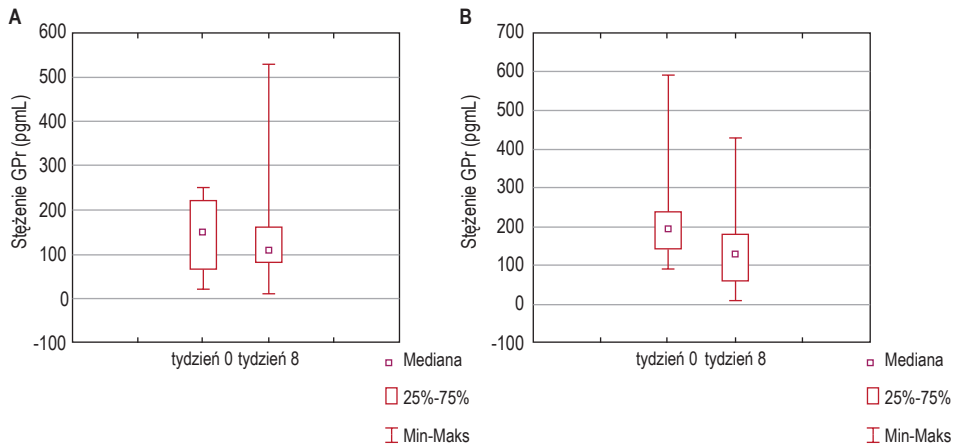 A
Stężenie GPr (pgmL)
600
500
400
300
200
100
0
-100
tydzień 0 tydzień 8
Mediana
25%-75%
Min-Maks
B
Stężenie GPr (pgmL)
700
600
500
400
300
200
100
0
-100
tydzień 0 tydzień 8
Mediana
25%-75%
Min-Maks